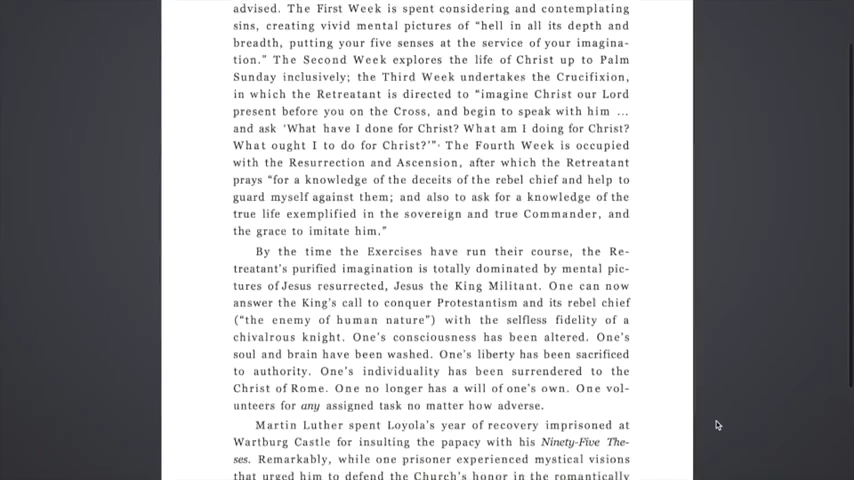 advised. The First Week is spent considering and contemplating
sins, creating vivid mental pictures of “hell in all its depth and
breadth, putting your five senses at the service of your imagina-
tion.” The Second Week explores the life of Christ up to Palm
Sunday inclusively; the Third Week undertakes the Crucifixion,
in which the Retreatant is directed to “imagine Christ our Lord
present before you on the Cross, and begin to speak with him ...
and ask ‘What have I done for Christ? What am I doing for Christ?
What ought I to do for Christ?’”· The Fourth Week is occupied
with the Resurrection and Ascension, after which the Retreatant
prays “for a knowledge of the deceits of the rebel chief and help to
guard myself against them; and also to ask for a knowledge of the
true life exemplified in the sovereign and true Commander, and
the grace to imitate him.”
By the time the Exercises have run their course, the Re-
treatant’s purified imagination is totally dominated by mental pic-
tures of Jesus resurrected, Jesus the King Militant. One can now
answer the King’s call to conquer Protestantism and its rebel chief
(“the enemy of human nature”) with the selfless fidelity of a
chivalrous knight. One’s consciousness has been altered. One’s
soul and brain have been washed. One’s liberty has been sacrificed
to authority. One’s individuality has been surrendered to the
Christ of Rome. One no longer has a will of one’s own. One vol-
unteers for any assigned task no matter how adverse.
Martin Luther spent Loyola’s year of recovery imprisoned at
Wartburg Castle for insulting the papacy with his Ninety-Five The-
ses. Remarkably, while one prisoner experienced mystical visions
that urged him to defend the Church’s honor in the romantically